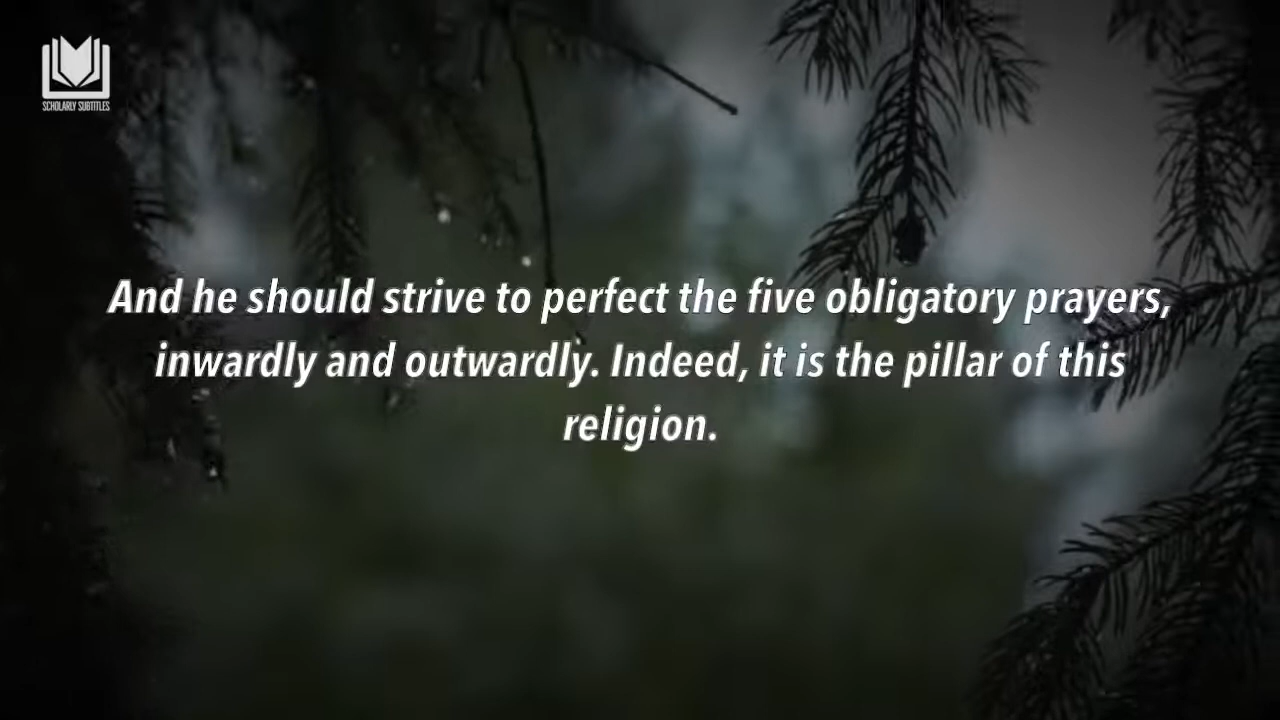 SCHOLARLY SUBTITLES
And he should strive to perfect the five obligatory prayers,
inwardly and outwardly. Indeed, it is the pillar of this
religion.